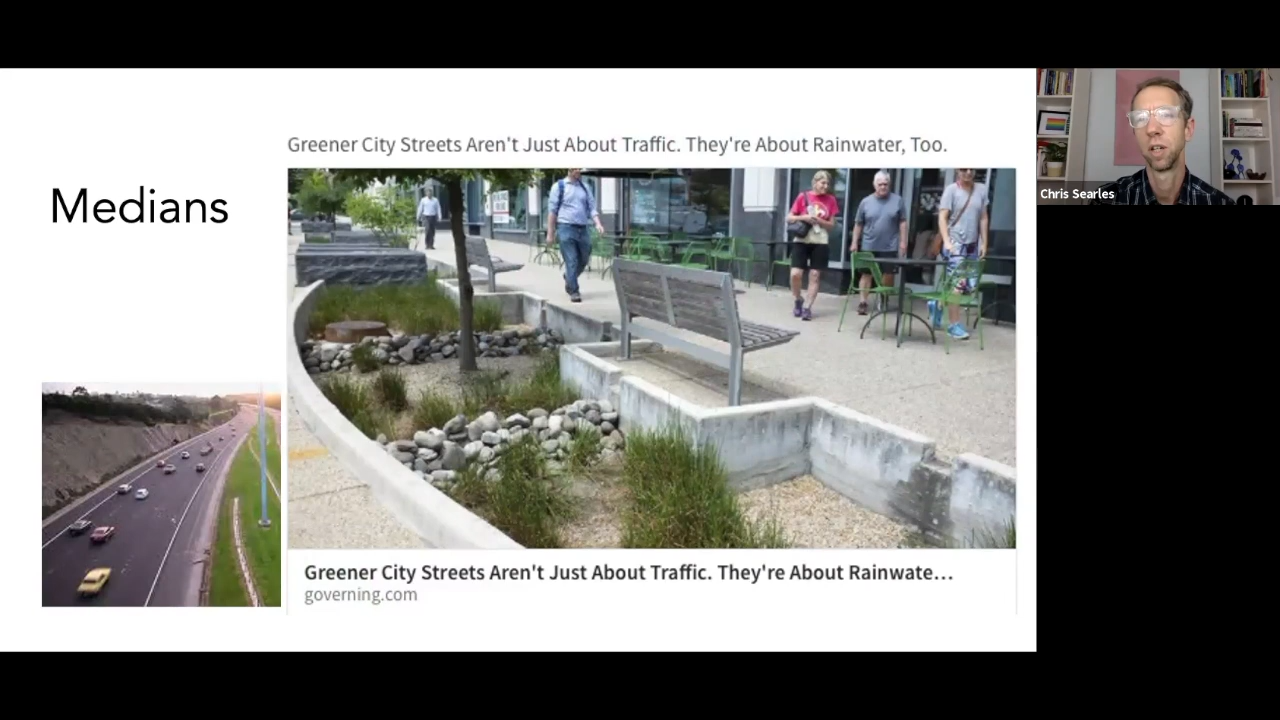 Greener City Streets Aren't Just About Traffic. They're About Rainwater, Too.
Medians
Greener City Streets Aren't Just About Traffic. They're About Rainwate…
governing.com
Chris Searles